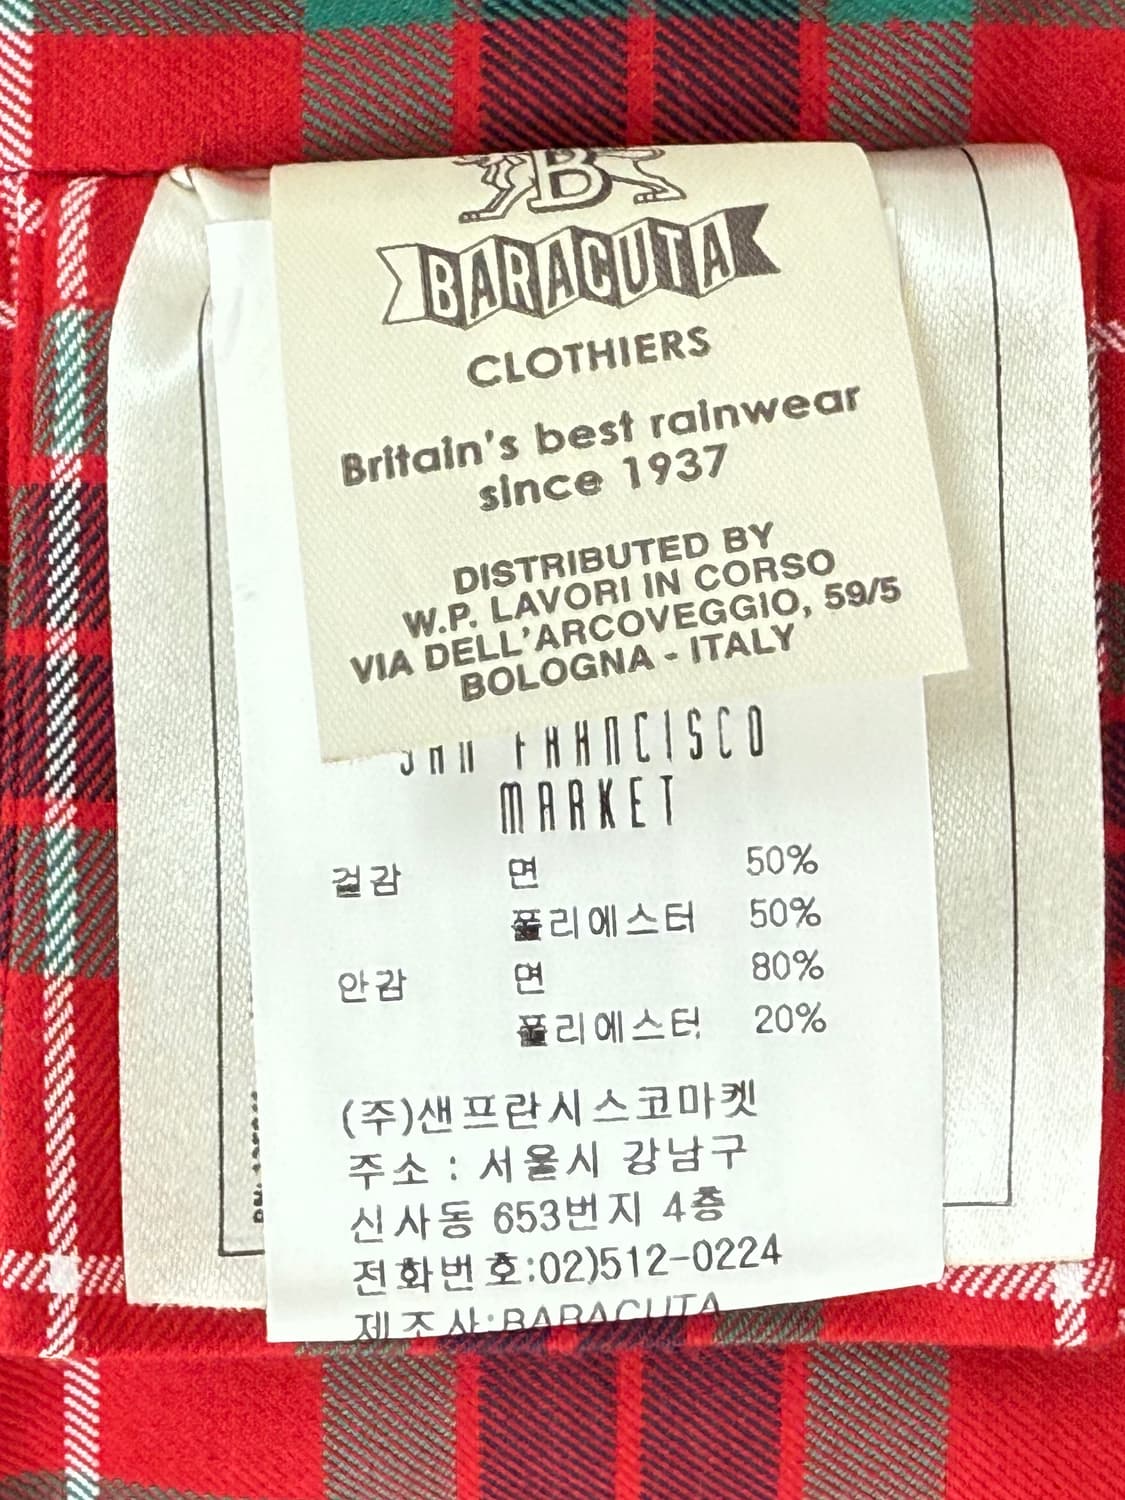 B
BARACUTA
CLOTHIERS
Britain's best rainwear
since 1937
DISTRIBUTED BY
W.P. LAVORI IN CORSO
VIA DELL'ARCOVEGGIO, 59/5
BOLOGNA - ITALY
SAN FRANCISCO
MARKET
겉감 면 50%
폴리에스터 50%
안감 면 80%
폴리에스터 20%
(주)샌프란시스코마켓
주소 : 서울시 강남구
신사동 653번지 4층
전화번호:02)512-0224
제조사:BARACUTA